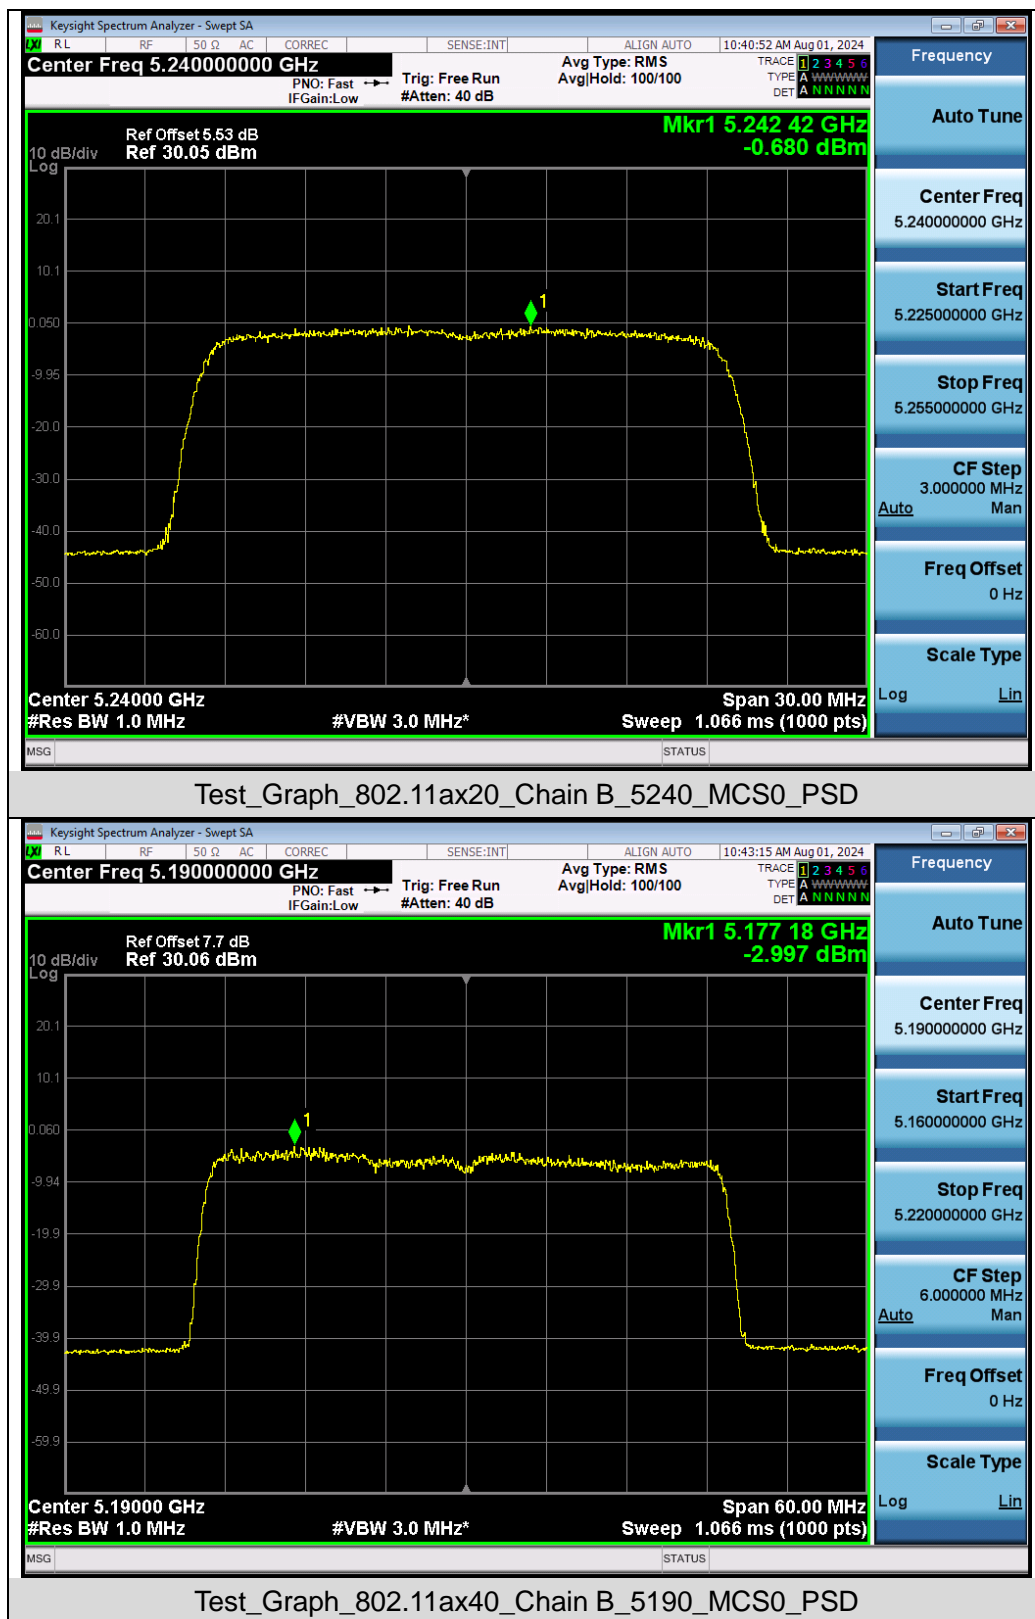 Keysight Spectrum Analyzer - Swept SA
LXI RL RF 50 Ω AC CORREC SENSE:INT ALIGN AUTO 10:40:52 AM Aug 01, 2024
Center Freq 5.240000000 GHz
PNO: Fast
IFGain:Low
Trig: Free Run
#Atten: 40 dB
Avg Type: RMS
Avg|Hold: 100/100
TRACE 1 2 3 4 5 6
TYPE A WWWWW
DET A N N N N N
Ref Offset 5.53 dB
10 dB/div Ref 30.05 dBm
Log
Mkr1 5.242 42 GHz
-0.680 dBm
1
20.1
10.1
0.050
-9.95
-20.0
-30.0
-40.0
-50.0
-60.0
Center 5.24000 GHz Span 30.00 MHz
#Res BW 1.0 MHz #VBW 3.0 MHz* Sweep 1.066 ms (1000 pts)
MSG STATUS
Frequency
Auto Tune
Center Freq
5.240000000 GHz
Start Freq
5.225000000 GHz
Stop Freq
5.255000000 GHz
CF Step
3.000000 MHz
Auto Man
Freq Offset
0 Hz
Scale Type
Log Lin
Test_Graph_802.11ax20_Chain B_5240_MCS0_PSD
Keysight Spectrum Analyzer - Swept SA
LXI RL RF 50 Ω AC CORREC SENSE:INT ALIGN AUTO 10:43:15 AM Aug 01, 2024
Center Freq 5.190000000 GHz
PNO: Fast
IFGain:Low
Trig: Free Run
#Atten: 40 dB
Avg Type: RMS
Avg|Hold: 100/100
TRACE 1 2 3 4 5 6
TYPE A WWWWW
DET A N N N N N
Ref Offset 7.7 dB
10 dB/div Ref 30.06 dBm
Log
Mkr1 5.177 18 GHz
-2.997 dBm
1
20.1
10.1
0.060
-9.94
-19.9
-29.9
-39.9
-49.9
-59.9
Center 5.19000 GHz Span 60.00 MHz
#Res BW 1.0 MHz #VBW 3.0 MHz* Sweep 1.066 ms (1000 pts)
MSG STATUS
Frequency
Auto Tune
Center Freq
5.190000000 GHz
Start Freq
5.160000000 GHz
Stop Freq
5.220000000 GHz
CF Step
6.000000 MHz
Auto Man
Freq Offset
0 Hz
Scale Type
Log Lin
Test_Graph_802.11ax40_Chain B_5190_MCS0_PSD